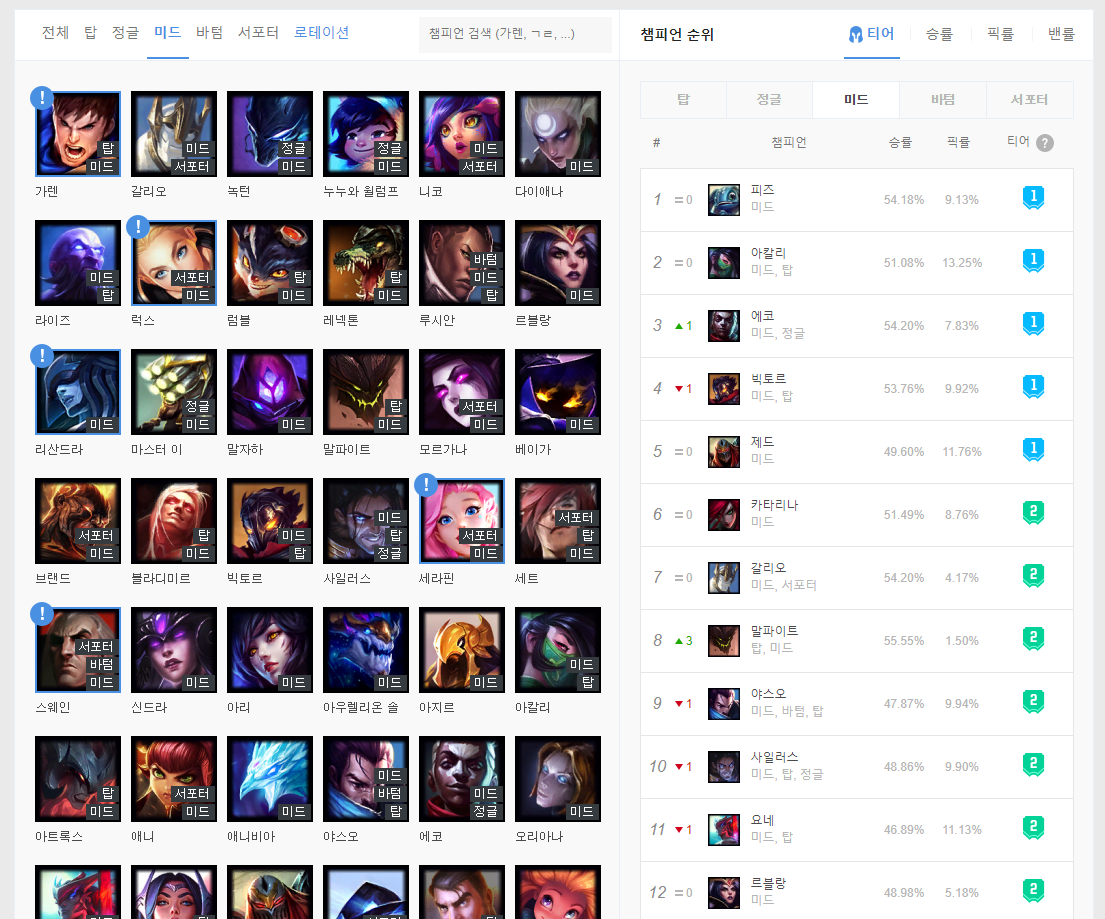 전체 탑 정글 미드 바텀 서포터 로테이션
챔피언 검색 (가렌, ㄱㄹ, ...)
!
탑
미드
가렌
미드
서포터
갈리오
정글
미드
녹턴
정글
미드
누누와 윌럼프
미드
서포터
니코
미드
다이애나
미드
탑
라이즈
!
서포터
미드
럭스
탑
미드
럼블
탑
미드
레넥톤
바텀
미드
탑
루시안
미드
르블랑
!
미드
리산드라
정글
미드
마스터 이
미드
말자하
탑
미드
말파이트
서포터
미드
모르가나
미드
베이가
서포터
미드
브랜드
탑
미드
블라디미르
미드
탑
빅토르
미드
탑
정글
사일러스
!
서포터
미드
세라핀
서포터
탑
미드
세트
!
서포터
바텀
미드
스웨인
미드
신드라
미드
아리
미드
아우렐리온 솔
미드
아지르
미드
탑
아칼리
탑
미드
아트록스
서포터
미드
애니
미드
애니비아
미드
바텀
탑
야스오
미드
정글
에코
미드
오리아나
챔피언 순위
티어 승률 픽률 밴률
탑 정글 미드 바텀 서포터
# 챔피언 승률 픽률 티어 ?
1 = 0 피즈 54.18% 9.13% 1
미드
2 = 0 아칼리 51.08% 13.25% 1
미드, 탑
3 ▲ 1 에코 54.20% 7.83% 1
미드, 정글
4 ▼ 1 빅토르 53.76% 9.92% 1
미드, 탑
5 = 0 제드 49.60% 11.76% 1
미드
6 = 0 카타리나 51.49% 8.76% 2
미드
7 = 0 갈리오 54.20% 4.17% 2
미드, 서포터
8 ▲ 3 말파이트 55.55% 1.50% 2
탑, 미드
9 ▼ 1 야스오 47.87% 9.94% 2
미드, 바텀, 탑
10 ▼ 1 사일러스 48.86% 9.90% 2
미드, 탑, 정글
11 ▼ 1 요네 46.89% 11.13% 2
미드, 탑
12 = 0 르블랑 48.98% 5.18% 2
미드